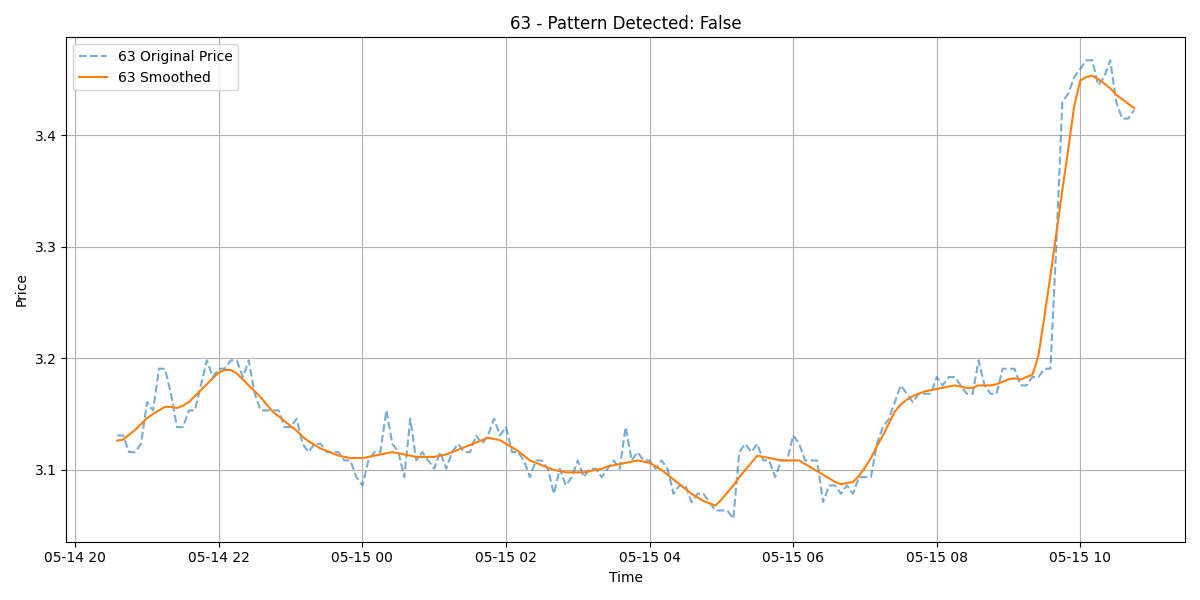 63 - Pattern Detected: False
63 Original Price
63 Smoothed
Price
3.4
3.3
3.2
3.1
05-14 20
05-14 22
05-15 00
05-15 02
05-15 04
05-15 06
05-15 08
05-15 10
Time